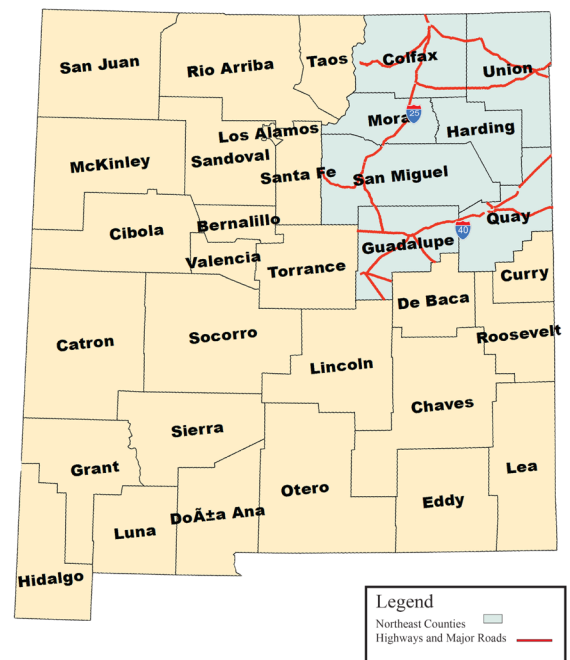 San Juan
Rio Arriba
Taos
Colfax
Union
Mora
25
Harding
Los Alamos
Sandoval
McKinley
Santa Fe
San Miguel
Bernalillo
Cibola
Quay
40
Guadalupe
Valencia
Torrance
Curry
De Baca
Socorro
Roosevelt
Catron
Lincoln
Chaves
Sierra
Grant
Lea
Otero
Eddy
DoÃ±a Ana
Luna
Hidalgo
Legend
Northeast Counties
Highways and Major Roads